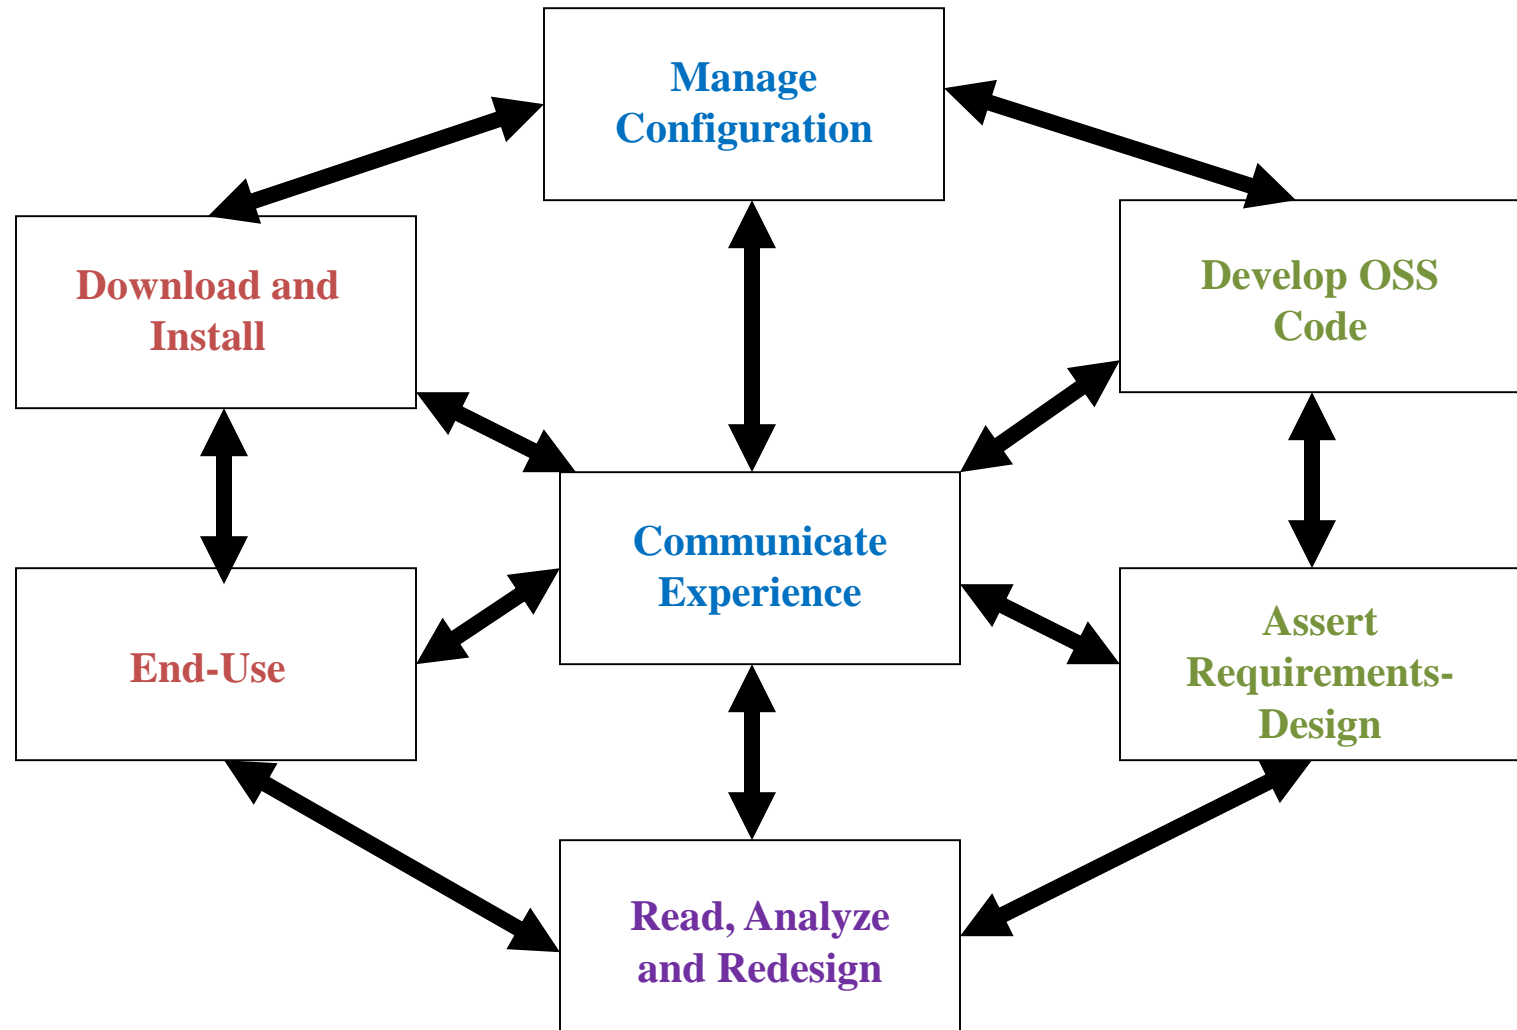 Manage
Configuration
Download and
Install
Develop OSS
Code
Communicate
Experience
End-Use
Assert
Requirements-
Design
Read, Analyze
and Redesign